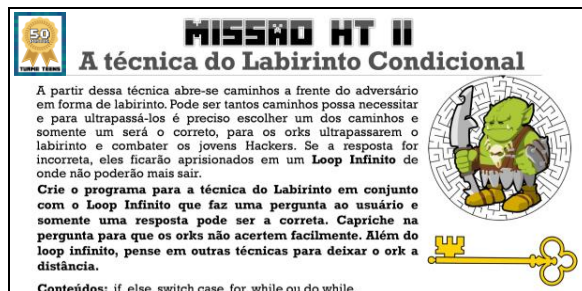 50
TURMA TEENS
MISSÃO HT II
A técnica do Labirinto Condicional
A partir dessa técnica abre-se caminhos a frente do adversário
em forma de labirinto. Pode ser tantos caminhos possa necessitar
e para ultrapassá-los é preciso escolher um dos caminhos e
somente um será o correto, para os orks ultrapassarem o
labirinto e combater os jovens Hackers. Se a resposta for
incorreta, eles ficarão aprisionados em um Loop Infinito de
onde não poderão mais sair.
Crie o programa para a técnica do Labirinto em conjunto
com o Loop Infinito que faz uma pergunta ao usuário e
somente uma resposta pode ser a correta. Capriche na
pergunta para que os orks não acertem facilmente. Além do
loop infinito, pense em outras técnicas para deixar o ork a
distância.
Conteúdos: if, else, switch case, for, while ou do while